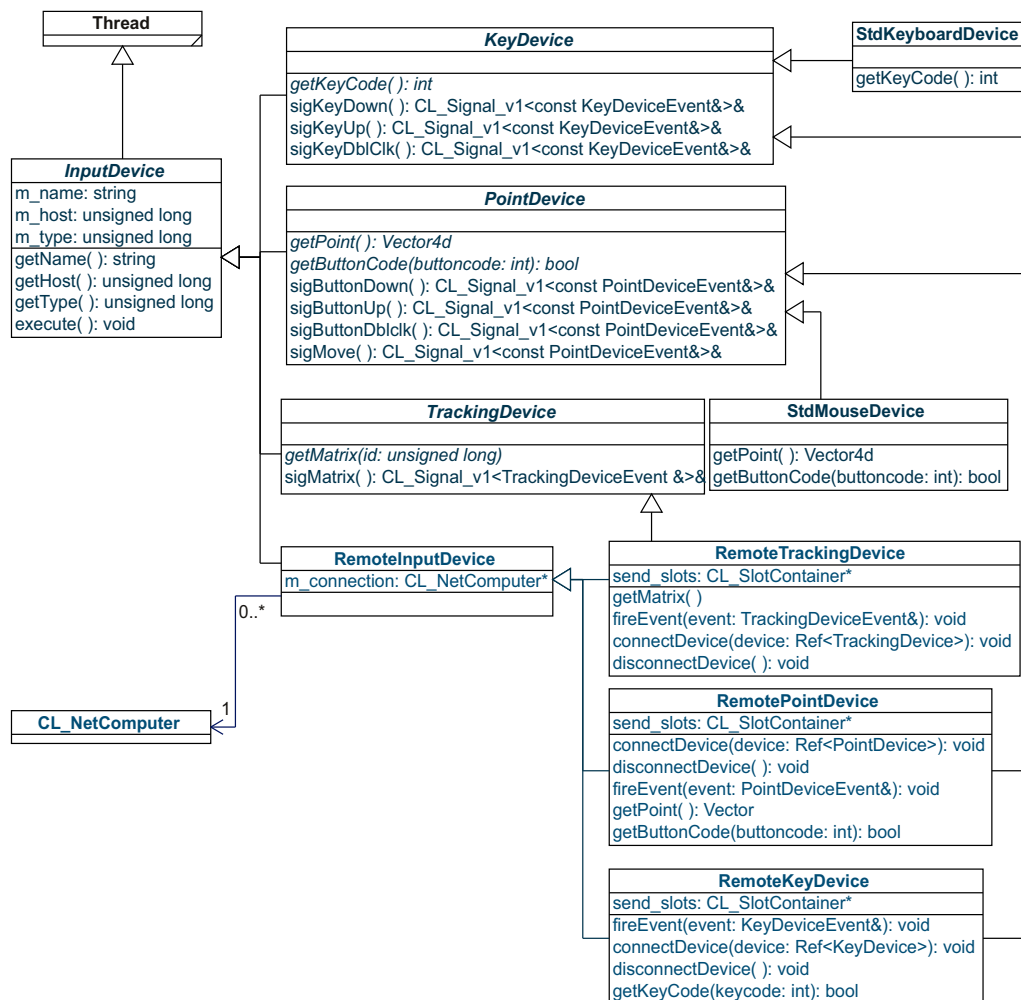 Thread
InputDevice
m_name: string
m_host: unsigned long
m_type: unsigned long
getName( ): string
getHost( ): unsigned long
getType( ): unsigned long
execute( ): void
KeyDevice
getKeyCode( ): int
sigKeyDown( ): CL_Signal_v1<const KeyDeviceEvent&>&
sigKeyUp( ): CL_Signal_v1<const KeyDeviceEvent&>&
sigKeyDblClk( ): CL_Signal_v1<const KeyDeviceEvent&>&
StdKeyboardDevice
getKeyCode( ): int
PointDevice
getPoint( ): Vector4d
getButtonCode(buttoncode: int): bool
sigButtonDown( ): CL_Signal_v1<const PointDeviceEvent&>&
sigButtonUp( ): CL_Signal_v1<const PointDeviceEvent&>&
sigButtonDblclk( ): CL_Signal_v1<const PointDeviceEvent&>&
sigMove( ): CL_Signal_v1<const PointDeviceEvent&>&
TrackingDevice
getMatrix(id: unsigned long)
sigMatrix( ): CL_Signal_v1<TrackingDeviceEvent &>&
StdMouseDevice
getPoint( ): Vector4d
getButtonCode(buttoncode: int): bool
RemoteInputDevice
m_connection: CL_NetComputer*
0..*
1
CL_NetComputer
RemoteTrackingDevice
send_slots: CL_SlotContainer*
getMatrix( )
fireEvent(event: TrackingDeviceEvent&): void
connectDevice(device: Ref<TrackingDevice>): void
disconnectDevice( ): void
RemotePointDevice
send_slots: CL_SlotContainer*
connectDevice(device: Ref<PointDevice>): void
disconnectDevice( ): void
fireEvent(event: PointDeviceEvent&): void
getPoint( ): Vector
getButtonCode(buttoncode: int): bool
RemoteKeyDevice
send_slots: CL_SlotContainer*
fireEvent(event: KeyDeviceEvent&): void
connectDevice(device: Ref<KeyDevice>): void
disconnectDevice( ): void
getKeyCode(keycode: int): bool